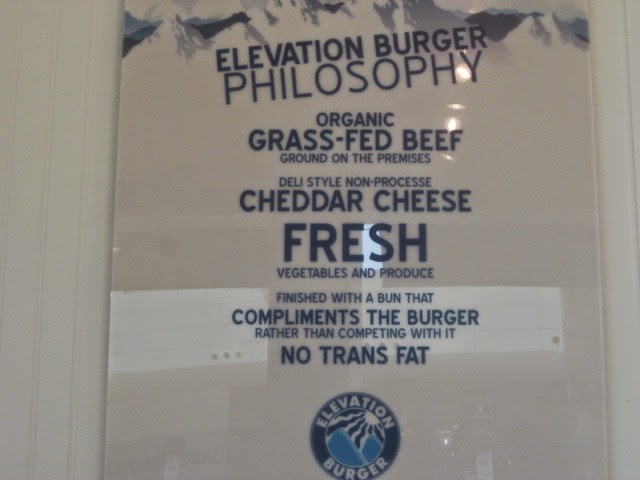 ELEVATION BURGER
PHILOSOPHY
ORGANIC
GRASS-FED BEEF
GROUND ON THE PREMISES
DELI STYLE NON-PROCESSE
CHEDDAR CHEESE
FRESH
VEGETABLES AND PRODUCE
FINISHED WITH A BUN THAT
COMPLIMENTS THE BURGER
RATHER THAN COMPETING WITH IT
NO TRANS FAT
ELEVATION
BURGER